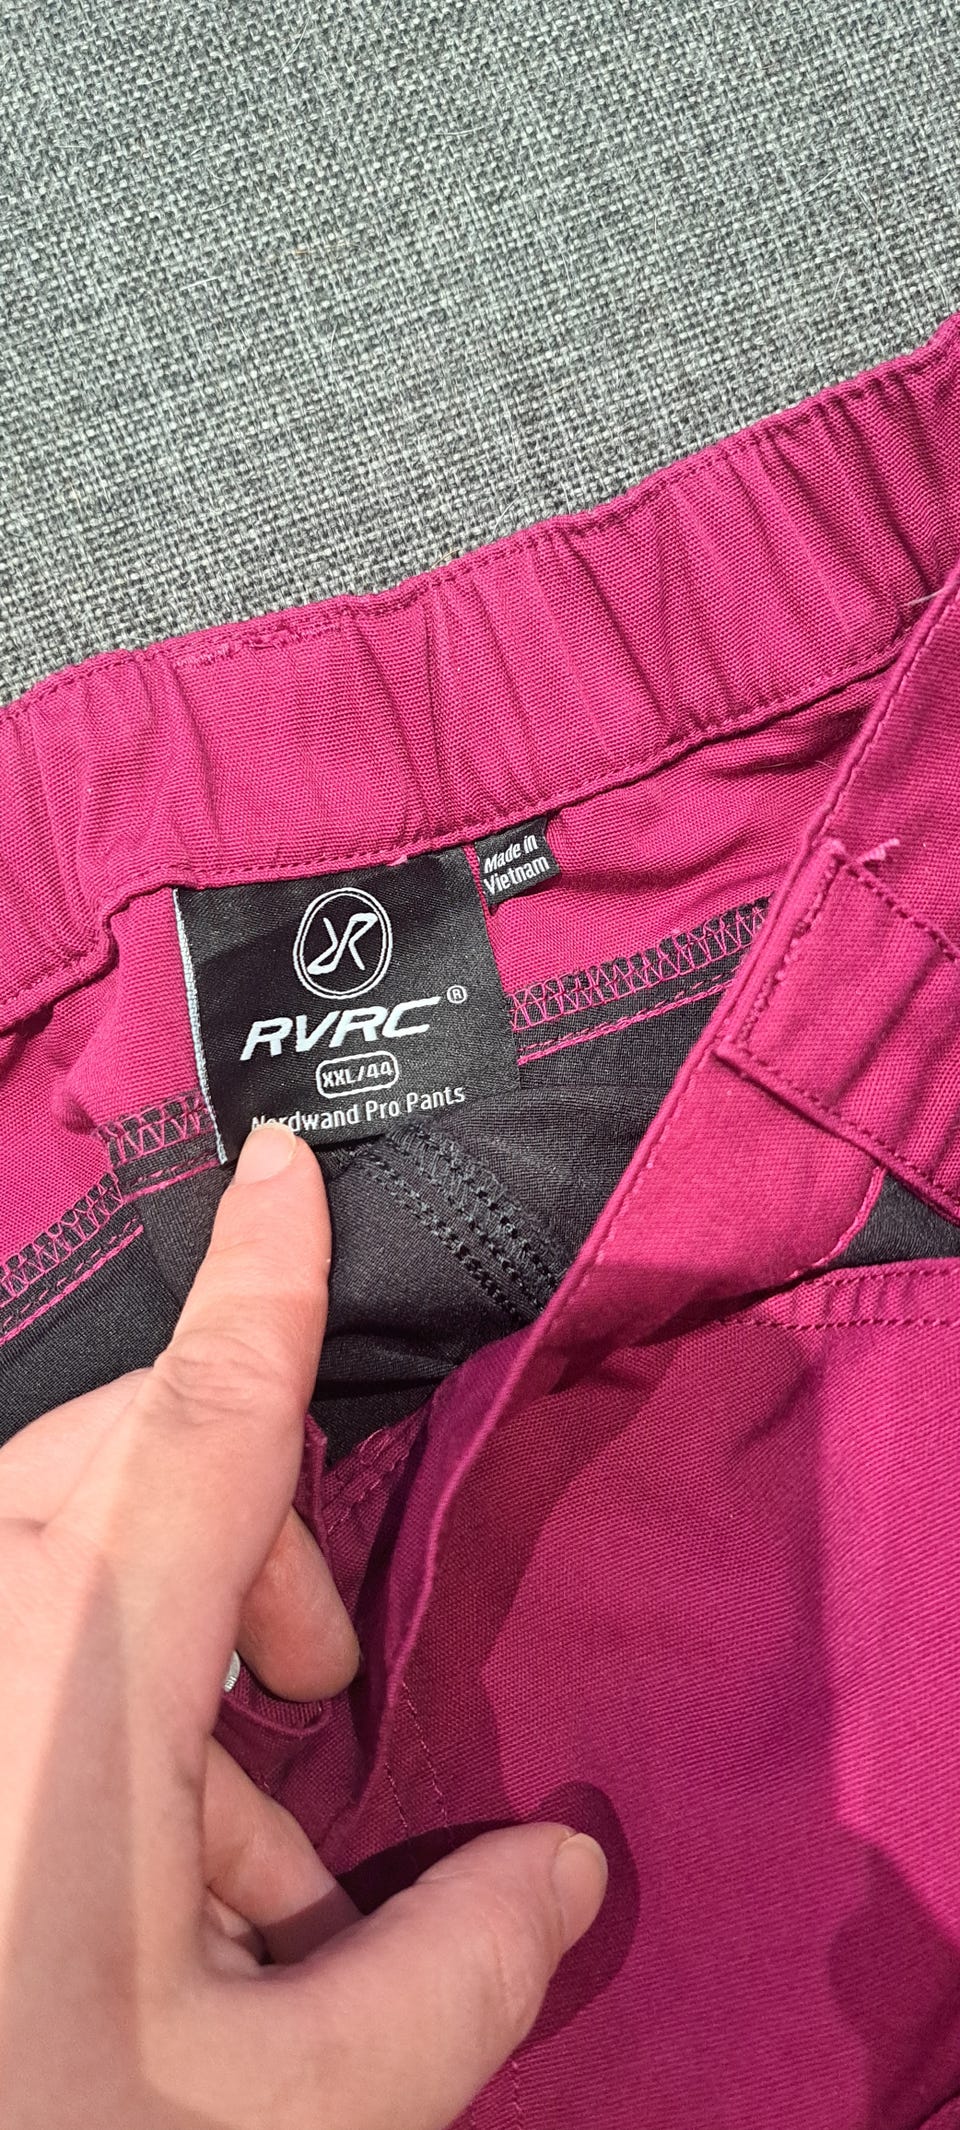 RVRC®
XXL/44
Nordwand Pro Pants
Made in
Vietnam